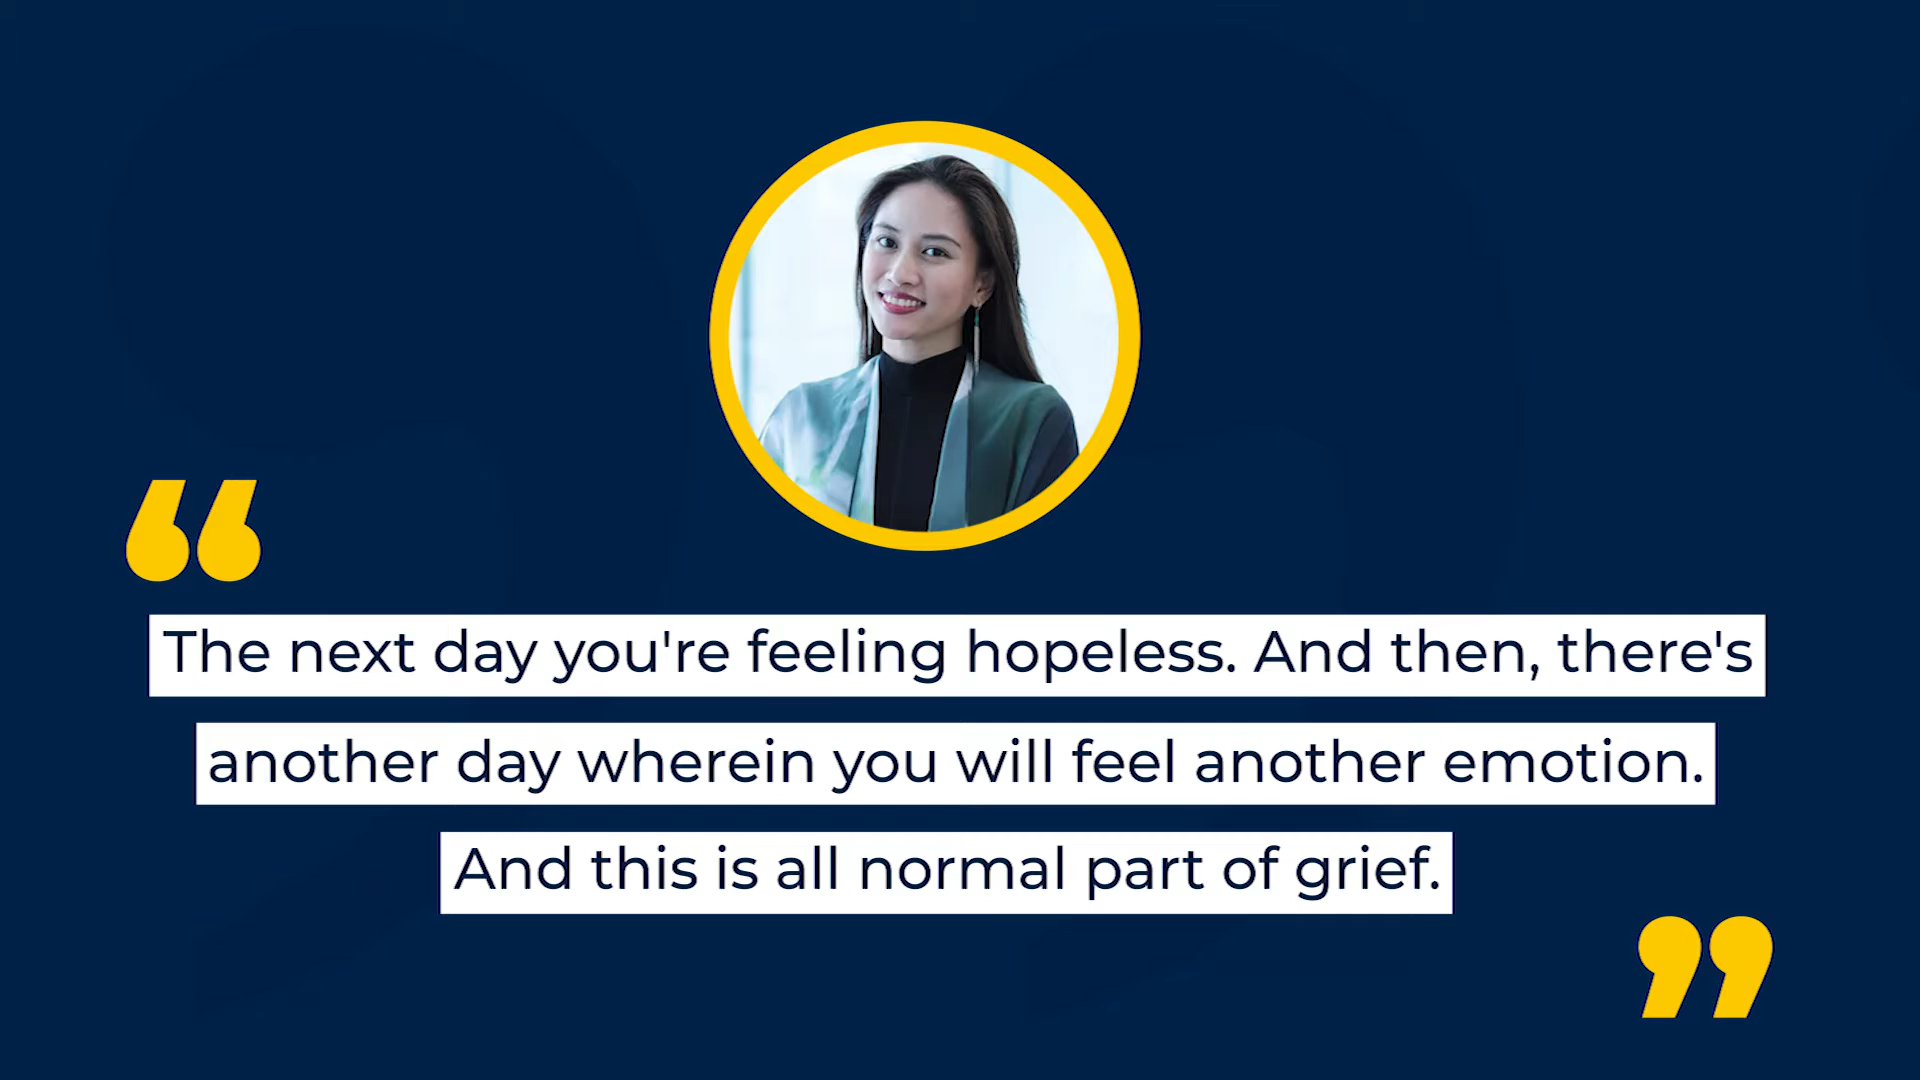 The next day you're feeling hopeless. And then, there's
another day wherein you will feel another emotion.
And this is all normal part of grief.